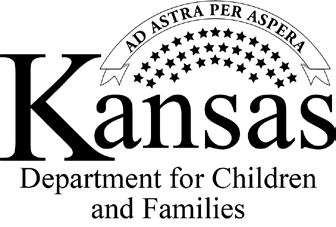 AD ASTRA PER ASPERA
Kansas
Department for Children
and Families